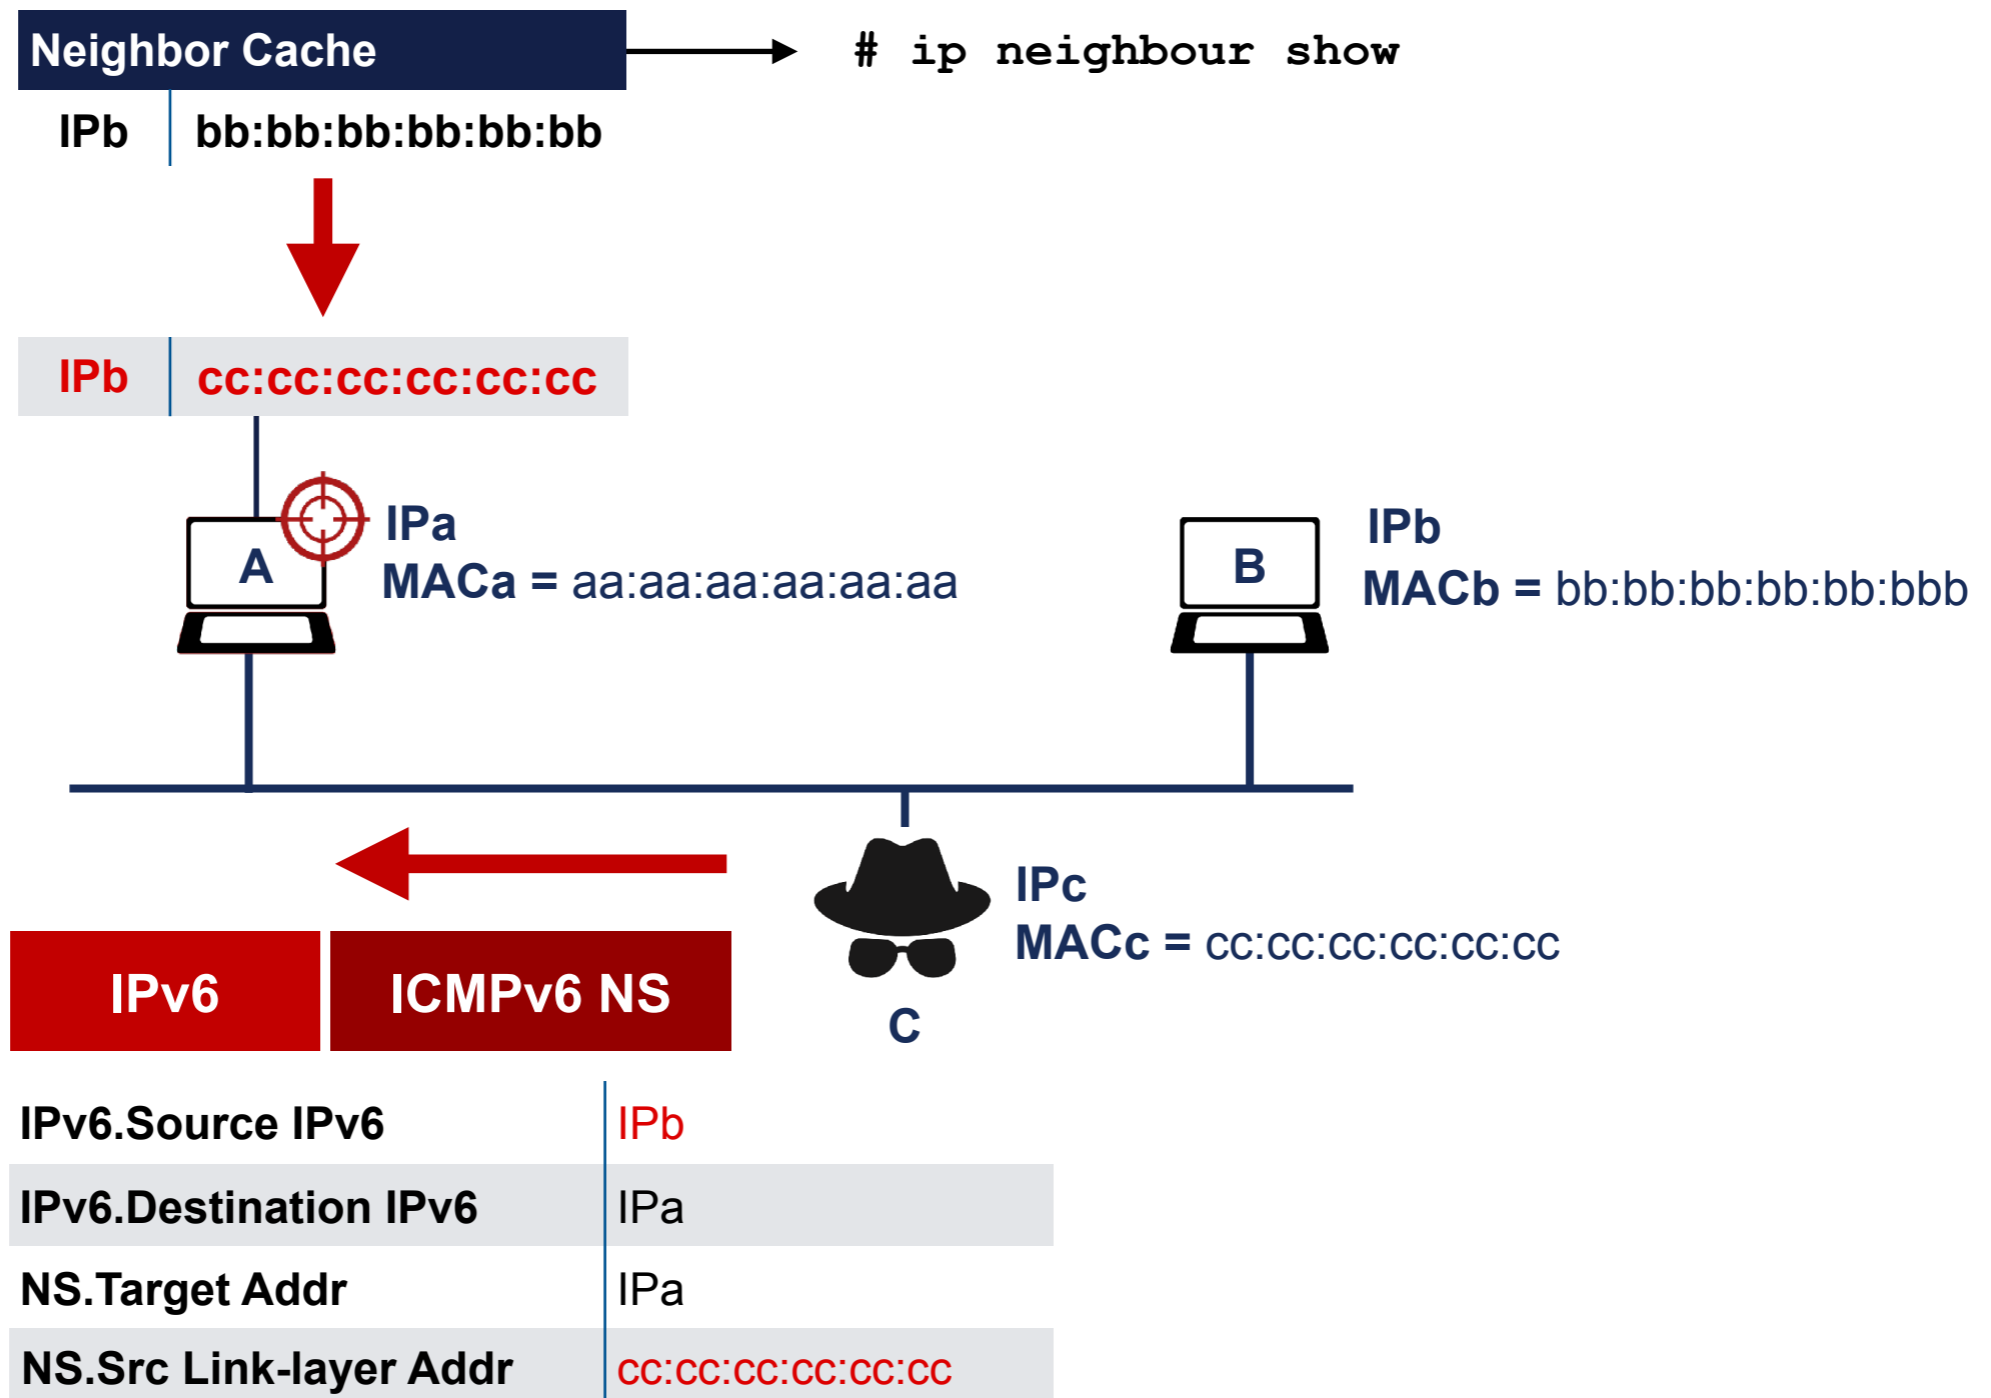 Neighbor Cache
# ip neighbour show
IPb bb:bb:bb:bb:bb:bb
IPb cc:cc:cc:cc:cc:cc
A
IPa
MACa = aa:aa:aa:aa:aa:aa
B
IPb
MACb = bb:bb:bb:bb:bb:bbb
IPc
MACc = cc:cc:cc:cc:cc:cc
C
IPv6 ICMPv6 NS
IPv6.Source IPv6 IPb
IPv6.Destination IPv6 IPa
NS.Target Addr IPa
NS.Src Link-layer Addr cc:cc:cc:cc:cc:cc